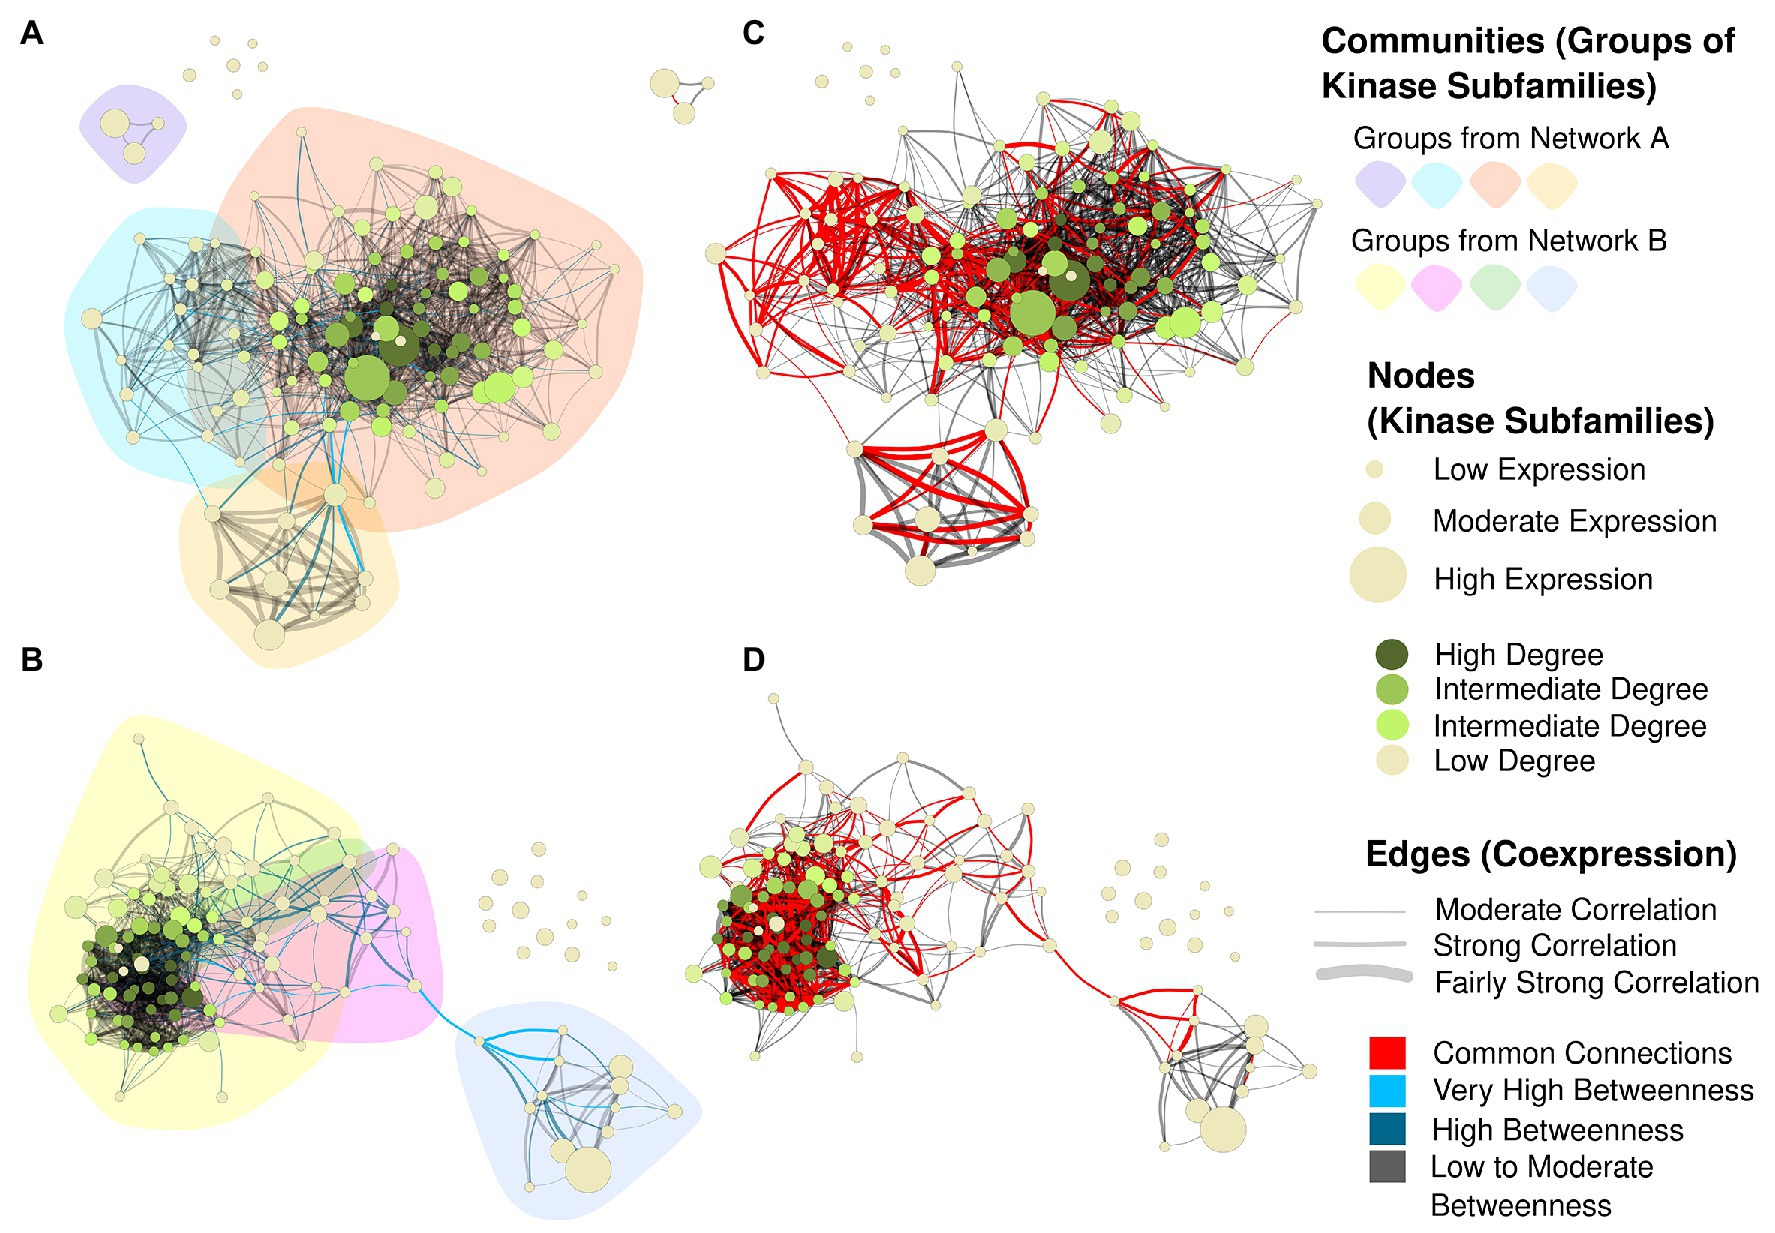 A
C
B
D
Communities (Groups of
Kinase Subfamilies)
Groups from Network A
Groups from Network B
Nodes
(Kinase Subfamilies)
Low Expression
Moderate Expression
High Expression
High Degree
Intermediate Degree
Intermediate Degree
Low Degree
Edges (Coexpression)
Moderate Correlation
Strong Correlation
Fairly Strong Correlation
Common Connections
Very High Betweenness
High Betweenness
Low to Moderate
Betweenness